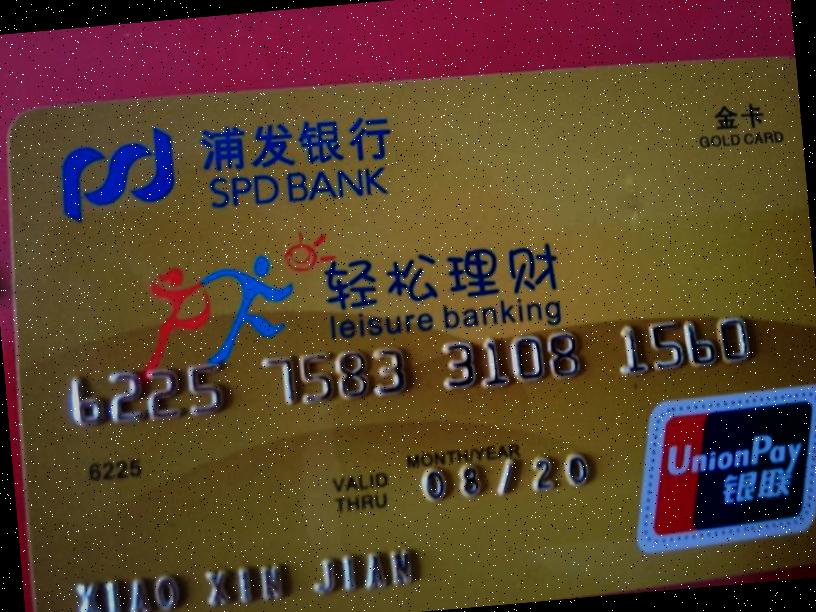 浦发银行
SPD BANK
金卡
GOLD CARD
轻松理财
leisure banking
6225 7583 3108 1560
6225
VALID THRU
MONTH/YEAR
08/20
UnionPay
银联
XIAO XIN JIAN